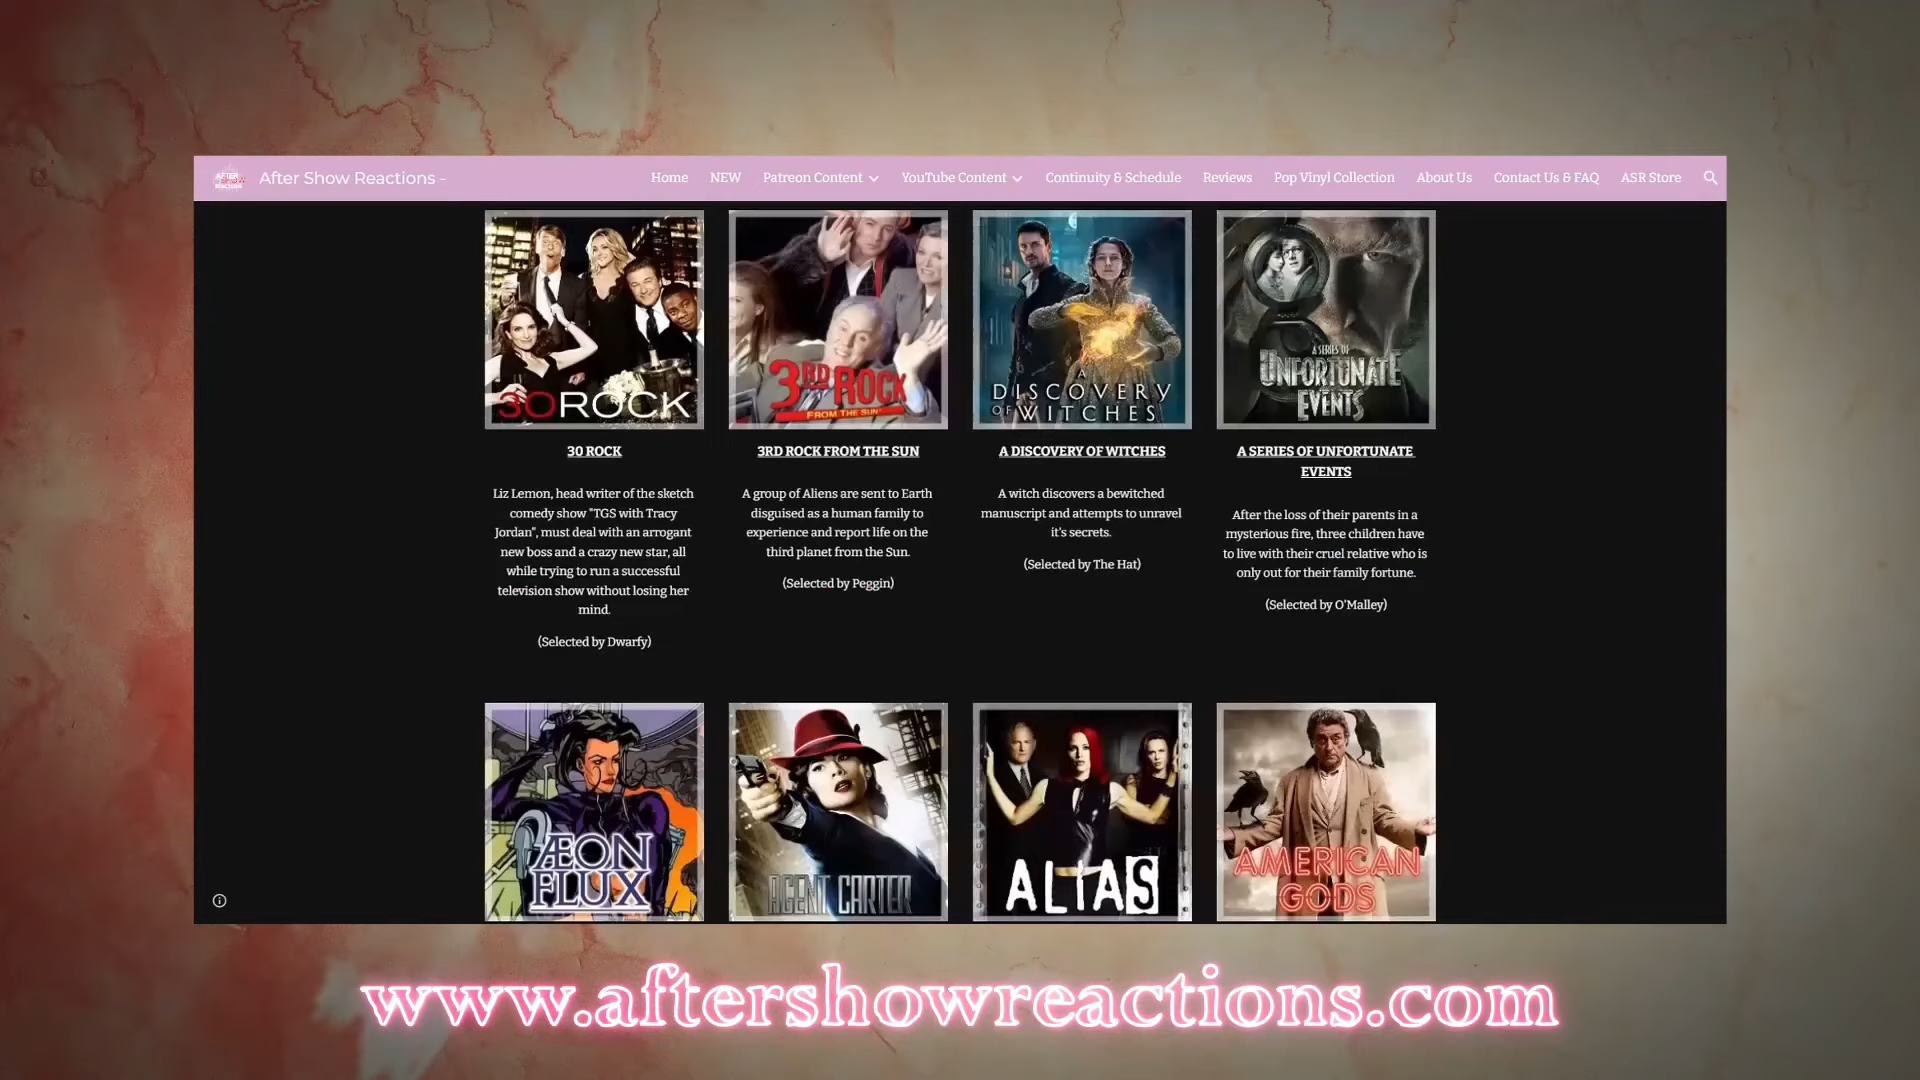 AFTER
SHOW
REACTIONS
After Show Reactions -
Home
NEW
Patreon Content
YouTube Content
Continuity & Schedule
Reviews
Pop Vinyl Collection
About Us
Contact Us & FAQ
ASR Store
30ROCK
3RD ROCK
FROM THE SUN
A
DISCOVERY
OF WITCHES
A SERIES OF
UNFORTUNATE
EVENTS
30 ROCK
Liz Lemon, head writer of the sketch
comedy show "TGS with Tracy
Jordan", must deal with an arrogant
new boss and a crazy new star, all
while trying to run a successful
television show without losing her
mind.
(Selected by Dwarfy)
3RD ROCK FROM THE SUN
A group of Aliens are sent to Earth
disguised as a human family to
experience and report life on the
third planet from the Sun.
(Selected by Peggin)
A DISCOVERY OF WITCHES
A witch discovers a bewitched
manuscript and attempts to unravel
it's secrets.
(Selected by The Hat)
A SERIES OF UNFORTUNATE
EVENTS
After the loss of their parents in a
mysterious fire, three children have
to live with their cruel relative who is
only out for their family fortune.
(Selected by O'Malley)
ÆON
FLUX
AGENT CARTER
ALIAS
AMERICAN
GODS
www.aftershowreactions.com